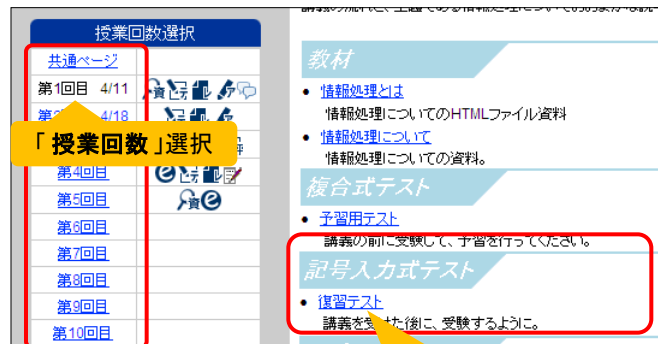 授業回数選択
共通ページ
第1回目 4/11
4/18
「授業回数」選択
第4回目
第5回目
第6回目
第7回目
第8回目
第9回目
第10回目
教材
情報処理とは
情報処理についてのHTMLファイル資料
情報処理について
情報処理についての資料。
複合式テスト
予習用テスト
講義の前に受験して、予習を行ってください。
記号入力式テスト
復習テスト
講義を受けた後に、受験するように。